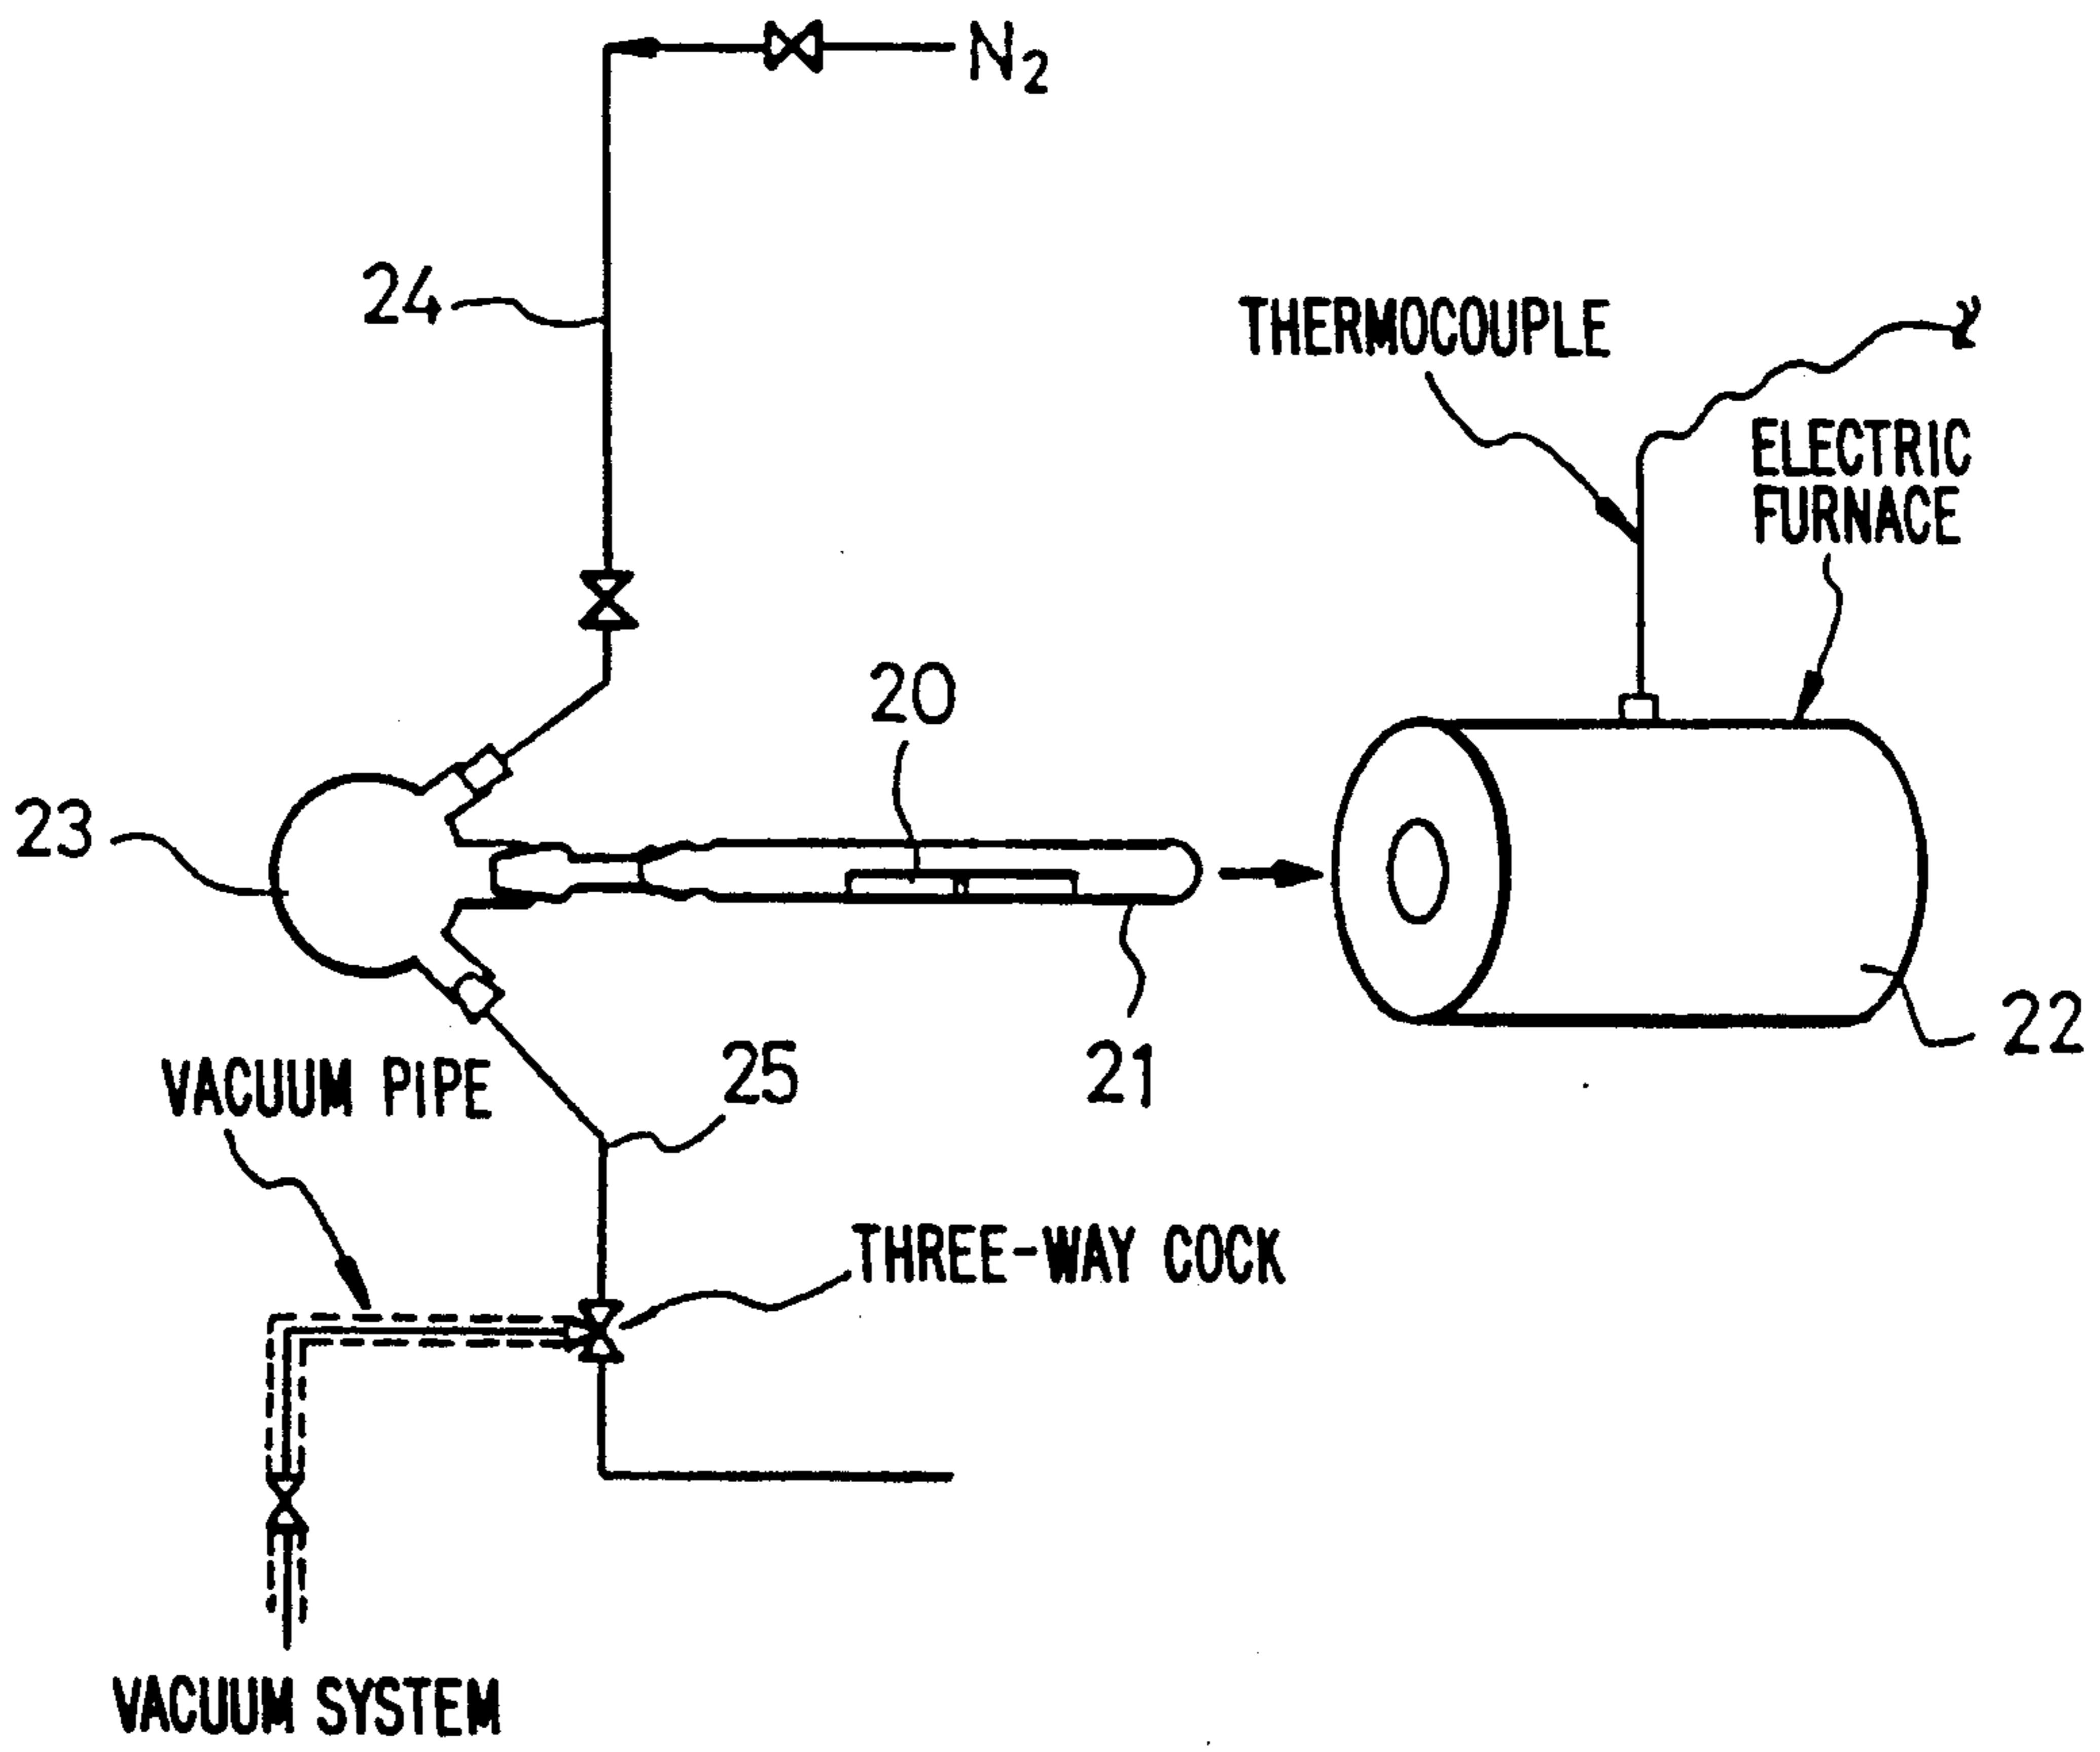 N2
24
THERMOCOUPLE
ELECTRIC
FURNACE
20
23
22
21
25
VACUUM PIPE
THREE-WAY COCK
VACUUM SYSTEM